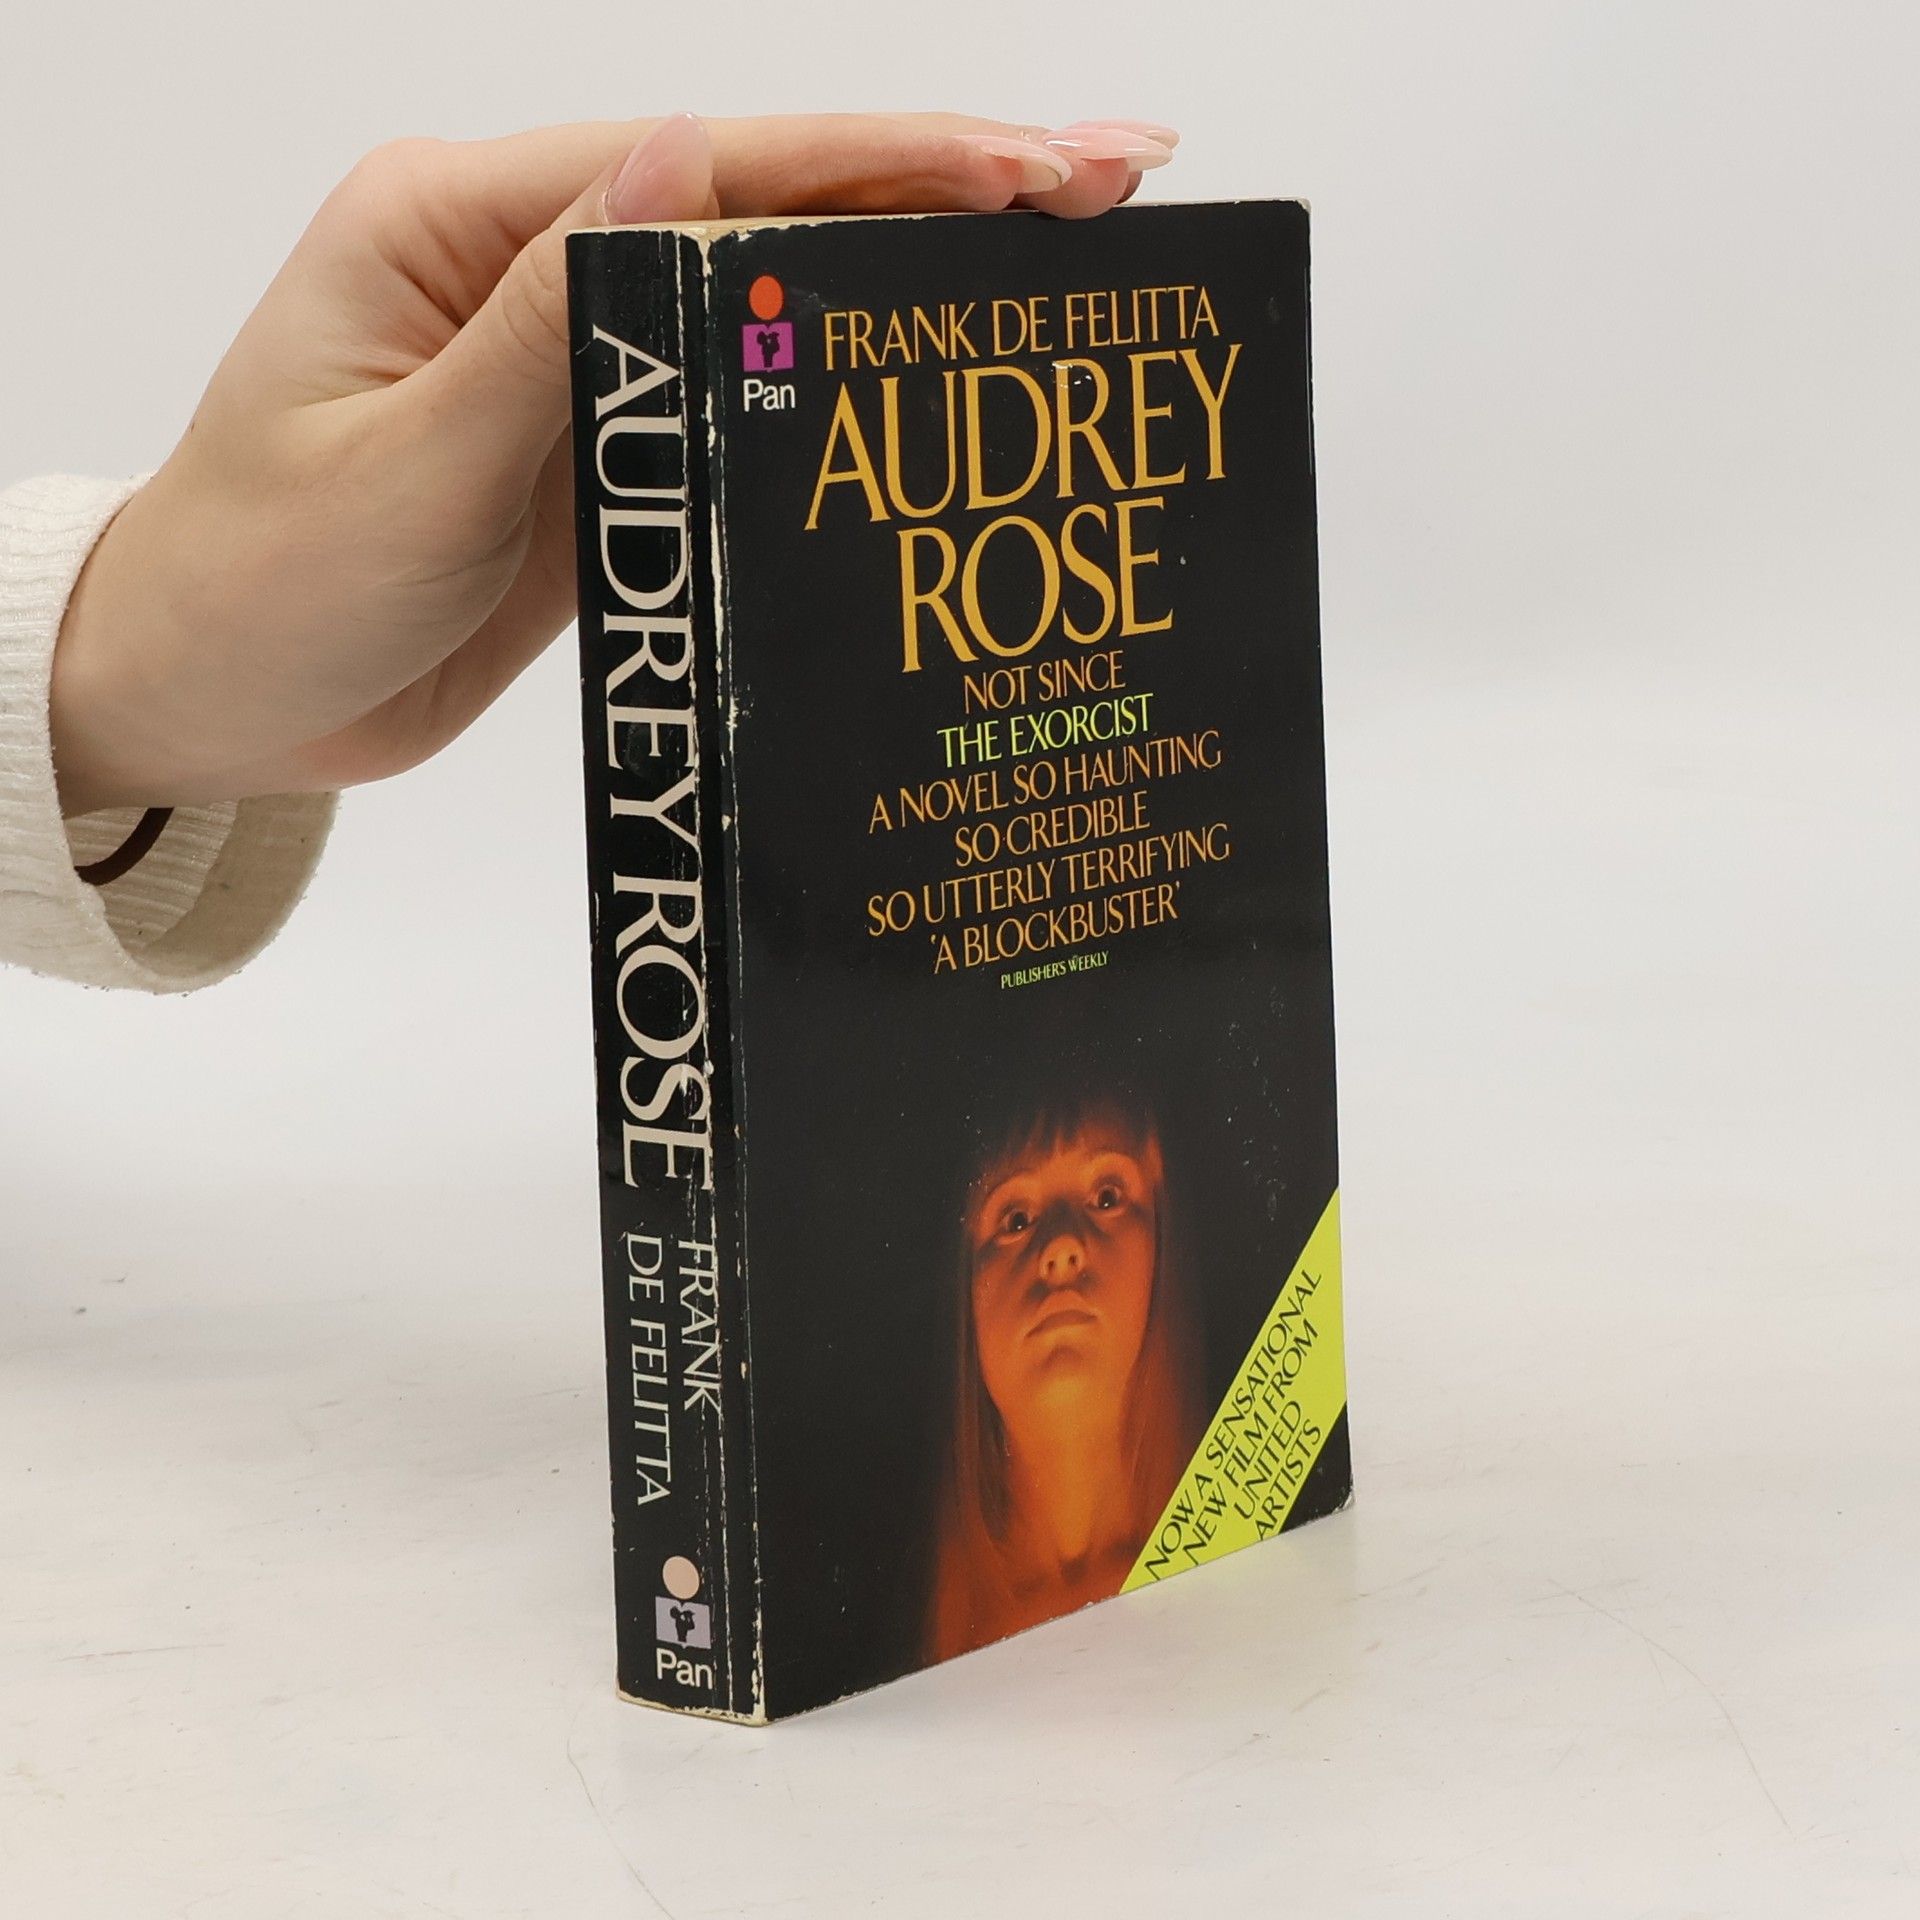 AUDREY ROSE
FRANK
DE FELITTA
Pan
Pan
FRANK DE FELITTA
AUDREY
ROSE
NOT SINCE
THE EXORCIST
A NOVEL SO HAUNTING
SO CREDIBLE
SO UTTERLY TERRIFYING
'A BLOCKBUSTER'
PUBLISHER'S WEEKLY
NOW A SENSATIONAL
NEW FILM FROM
UNITED
ARTISTS